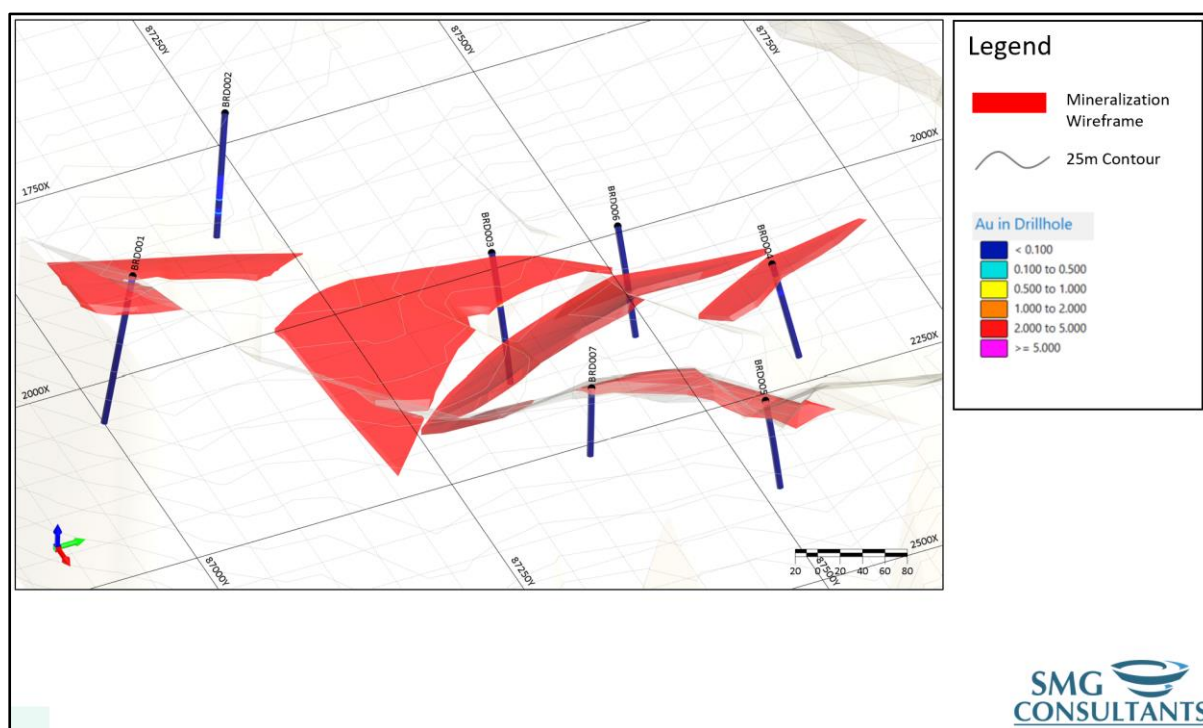 87250Y
87500Y
87750Y
BRD002
2000X
1750X
BRD006
BRD003
BRD004
BRD001
2250X
BRD007
2000X
BRD005
2500X
87000Y
87250Y
87500Y
20 0 20 40 60 80
Legend
Mineralization
Wireframe
25m Contour
Au in Drillhole
< 0.100
0.100 to 0.500
0.500 to 1.000
1.000 to 2.000
2.000 to 5.000
>= 5.000
SMG
CONSULTANTS